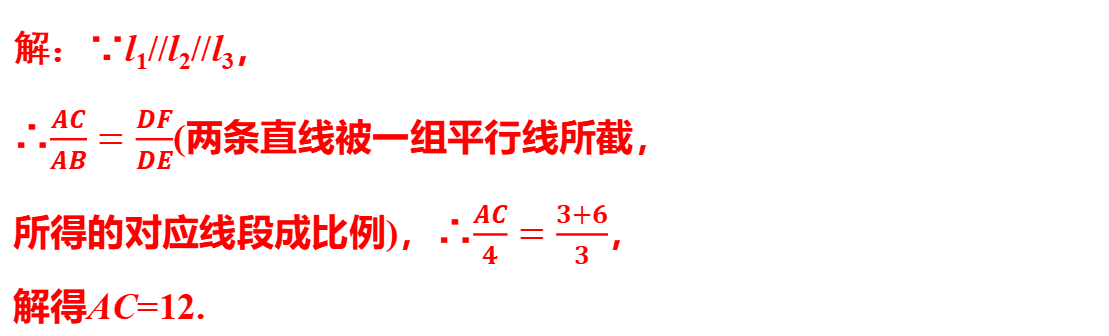 解：∵l₁//l₂//l₃，
∴AC/AB = DF/DE(两条直线被一组平行线所截，
所得的对应线段成比例)，∴AC/4 = 3+6/3，
解得AC=12.